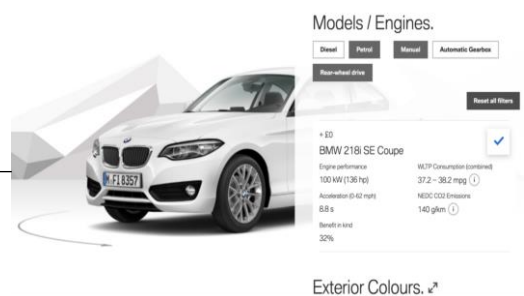 Models / Engines.
Diesel Petrol Manual Automatic Gearbox
Rear-wheel drive
Reset all filters
+ £0
BMW 218i SE Coupe
Engine performance WLTP Consumption (combined)
100 kW (136 hp) 37.2 – 38.2 mpg i
Acceleration (0-62 mph) NEDC CO2 Emissions
8.8 s 140 g/km i
Benefit in kind
32%
M FI 8357
Exterior Colours.